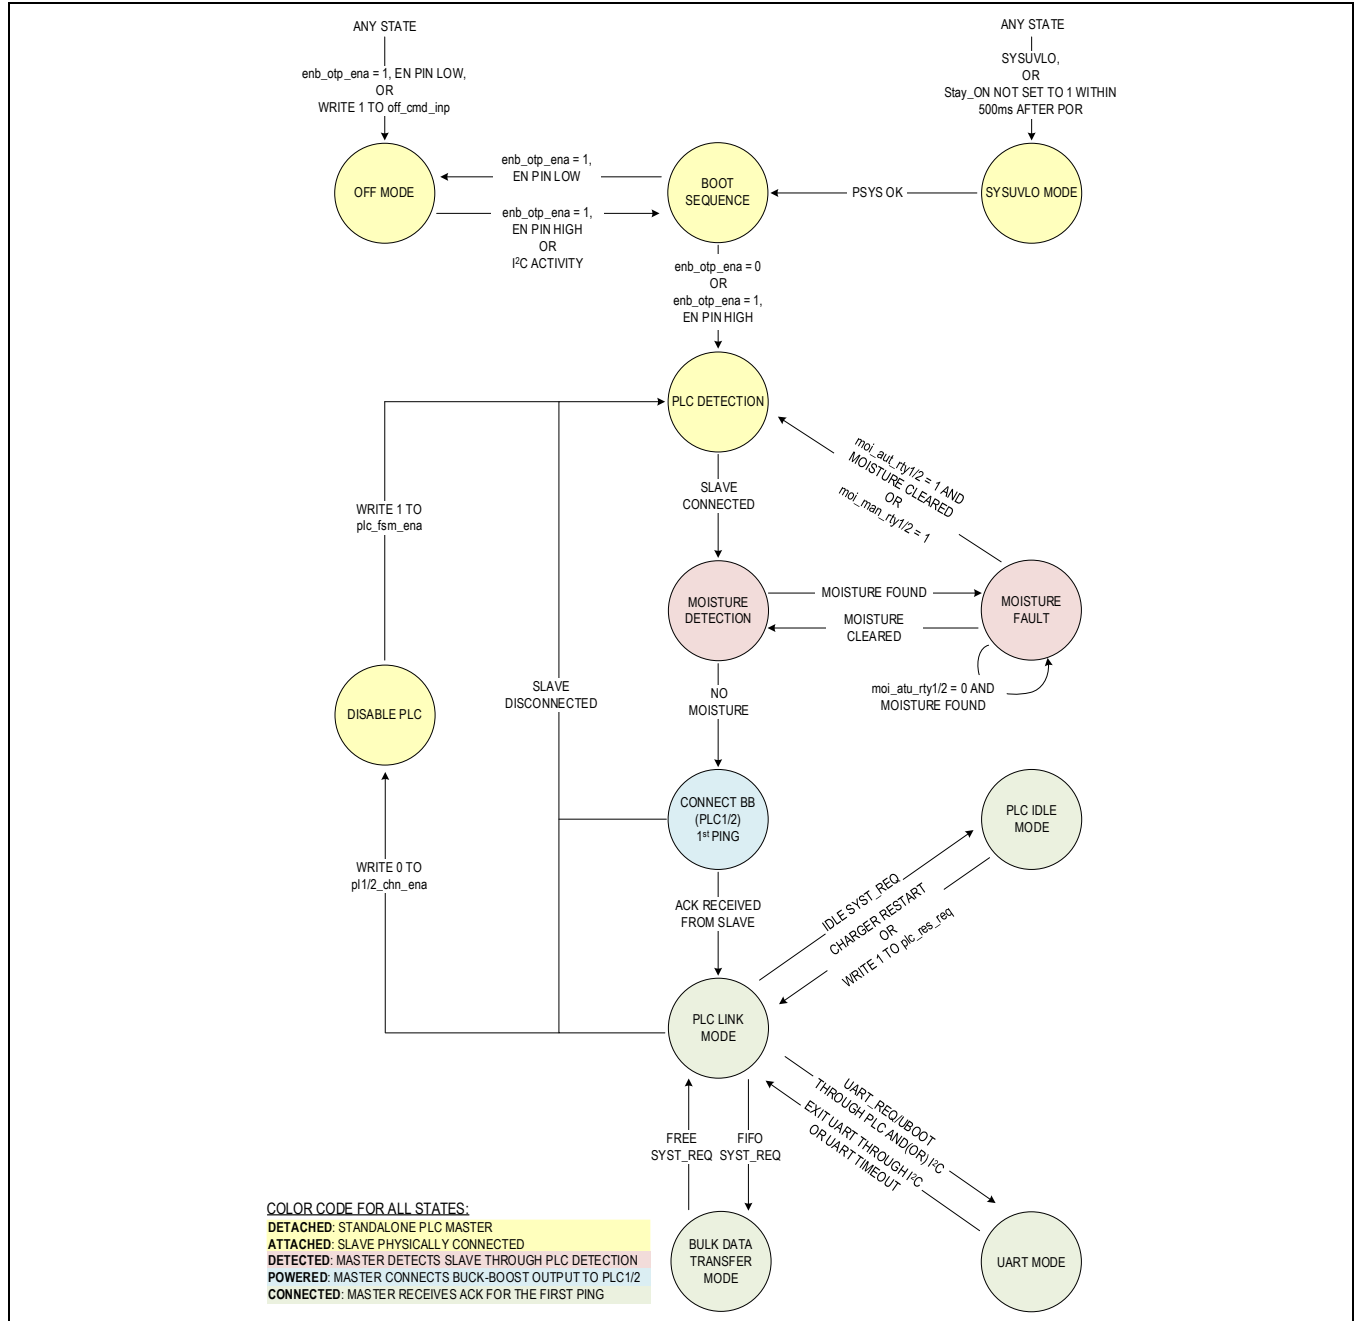 ANY STATE
enb_otp_ena = 1, EN PIN LOW,
OR
WRITE 1 TO off_cmd_inp
ANY STATE
SYSUVLO,
OR
Stay_ON NOT SET TO 1 WITHIN
500ms AFTER POR
OFF MODE
enb_otp_ena = 1,
EN PIN LOW
enb_otp_ena = 1,
EN PIN HIGH
OR
I²C ACTIVITY
BOOT
SEQUENCE
PSYS OK
SYSUVLO MODE
enb_otp_ena = 0
OR
enb_otp_ena = 1,
EN PIN HIGH
PLC DETECTION
moi_aut_rty1/2 = 1 AND
MOISTURE CLEARED
OR
moi_man_rty1/2 = 1
SLAVE
CONNECTED
WRITE 1 TO
plc_fsm_ena
MOISTURE
DETECTION
MOISTURE FOUND
MOISTURE
CLEARED
MOISTURE
FAULT
moi_atu_rty1/2 = 0 AND
MOISTURE FOUND
SLAVE
DISCONNECTED
NO
MOISTURE
DISABLE PLC
CONNECT BB
(PLC1/2)
1st PING
PLC IDLE
MODE
WRITE 0 TO
pl1/2_chn_ena
ACK RECEIVED
FROM SLAVE
IDLE SYST_REQ
CHARGER RESTART
OR
WRITE 1 TO plc_res_req
PLC LINK
MODE
UART_REQ/UBOOT
THROUGH PLC AND(OR) I²C
EXIT UART THROUGH I²C
OR UART TIMEOUT
FREE
SYST_REQ
FIFO
SYST_REQ
BULK DATA
TRANSFER
MODE
UART MODE
COLOR CODE FOR ALL STATES:
DETACHED: STANDALONE PLC MASTER
ATTACHED: SLAVE PHYSICALLY CONNECTED
DETECTED: MASTER DETECTS SLAVE THROUGH PLC DETECTION
POWERED: MASTER CONNECTS BUCK-BOOST OUTPUT TO PLC1/2
CONNECTED: MASTER RECEIVES ACK FOR THE FIRST PING